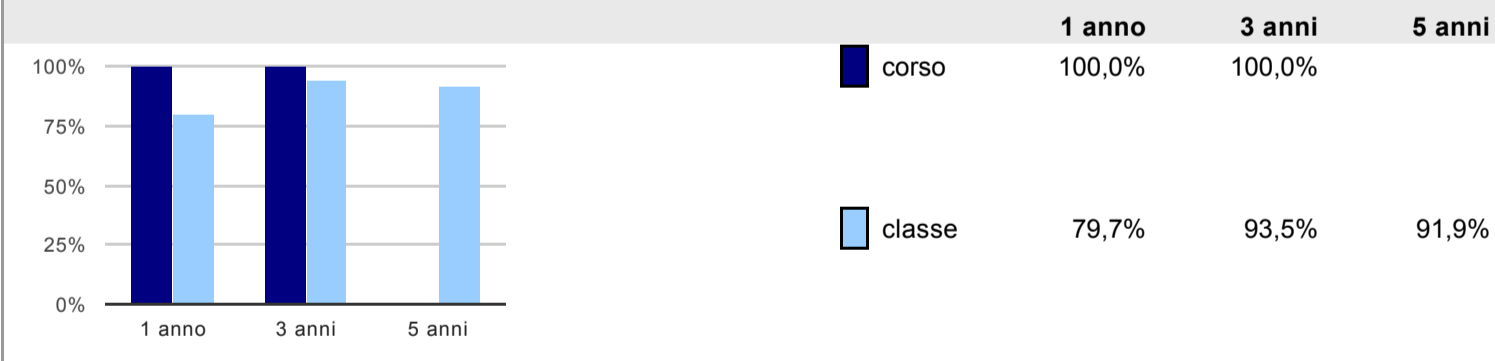 1 anno 3 anni 5 anni
100%
75%
50%
25%
0%
1 anno 3 anni 5 anni
corso 100,0% 100,0%
classe 79,7% 93,5% 91,9%